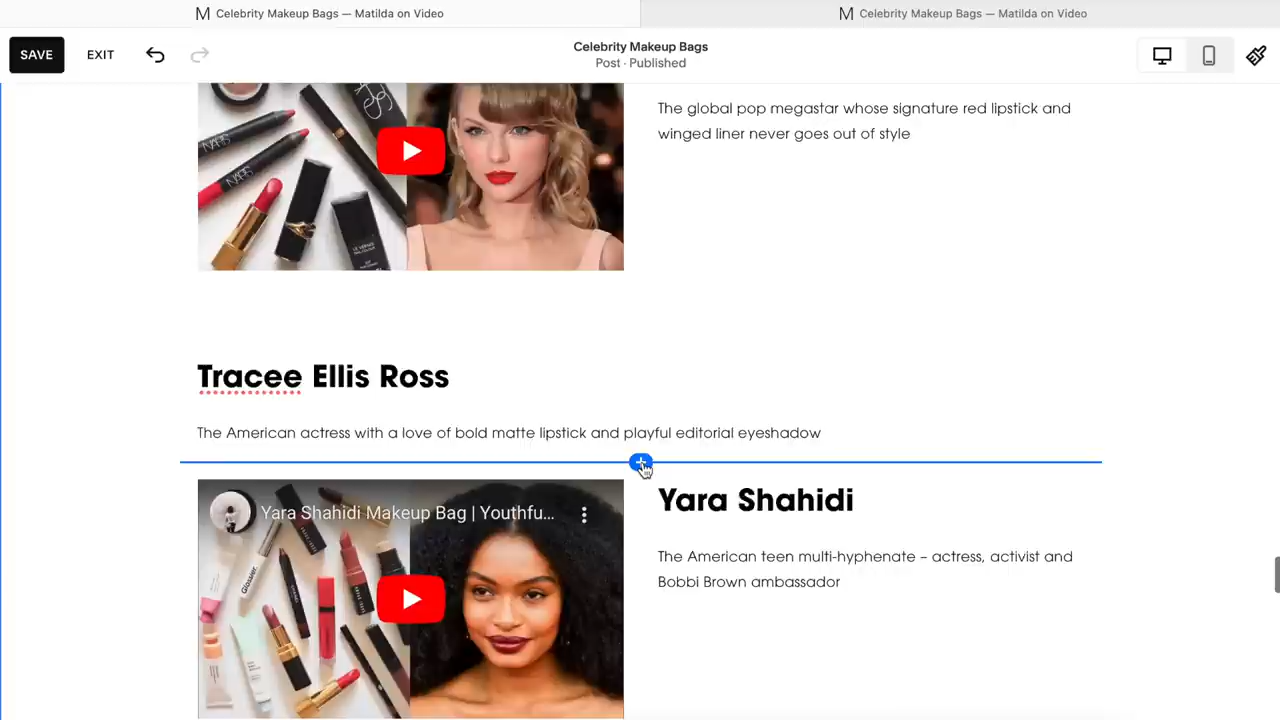 Celebrity Makeup Bags — Matilda on Video
Celebrity Makeup Bags — Matilda on Video
SAVE
EXIT
Celebrity Makeup Bags
Post · Published
The global pop megastar whose signature red lipstick and
winged liner never goes out of style
NARS
NARS
Tracee Ellis Ross
The American actress with a love of bold matte lipstick and playful editorial eyeshadow
Yara Shahidi Makeup Bag | Youthfu...
Glossier.
Yara Shahidi
The American teen multi-hyphenate – actress, activist and
Bobbi Brown ambassador